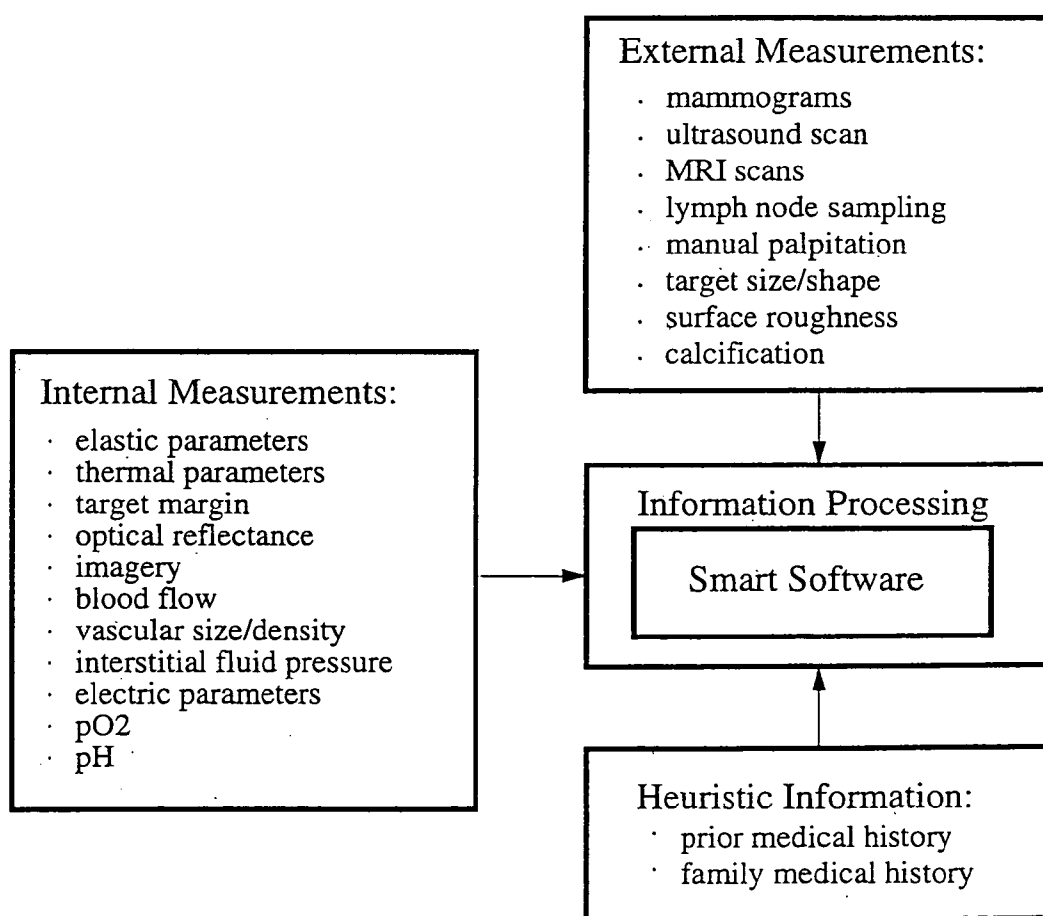 External Measurements:
· mammograms
· ultrasound scan
· MRI scans
· lymph node sampling
· manual palpitation
· target size/shape
· surface roughness
· calcification
Internal Measurements:
· elastic parameters
· thermal parameters
· target margin
· optical reflectance
· imagery
· blood flow
· vascular size/density
· interstitial fluid pressure
· electric parameters
· pO2
· pH
Information Processing
Smart Software
Heuristic Information:
· prior medical history
· family medical history